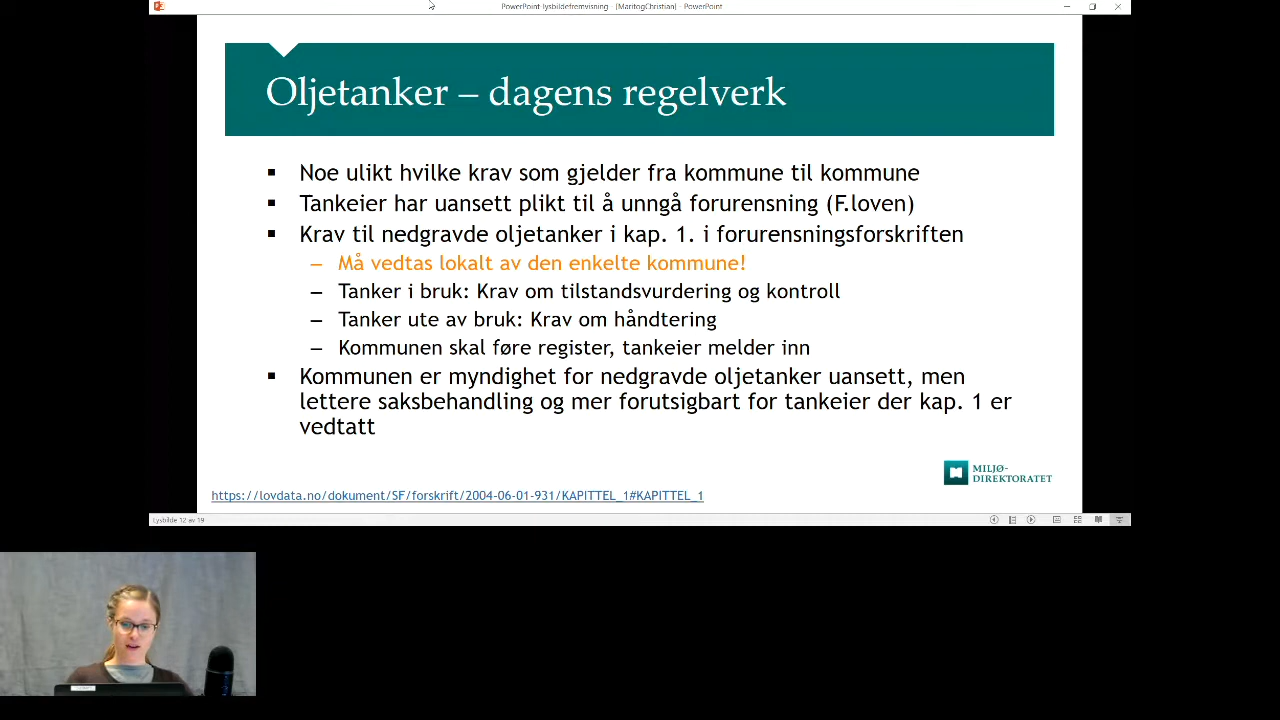 PowerPoint-lysbildefremvisning - [MaritogChristian] - PowerPoint
Oljetanker – dagens regelverk
▪ Noe ulikt hvilke krav som gjelder fra kommune til kommune
▪ Tankeier har uansett plikt til å unngå forurensning (F.loven)
▪ Krav til nedgravde oljetanker i kap. 1. i forurensningsforskriften
– Må vedtas lokalt av den enkelte kommune!
– Tanker i bruk: Krav om tilstandsvurdering og kontroll
– Tanker ute av bruk: Krav om håndtering
– Kommunen skal føre register, tankeier melder inn
▪ Kommunen er myndighet for nedgravde oljetanker uansett, men
lettere saksbehandling og mer forutsigbart for tankeier der kap. 1 er
vedtatt
MILJØ-
DIREKTORATET
https://lovdata.no/dokument/SF/forskrift/2004-06-01-931/KAPITTEL_1#KAPITTEL_1
Lysbilde 12 av 19